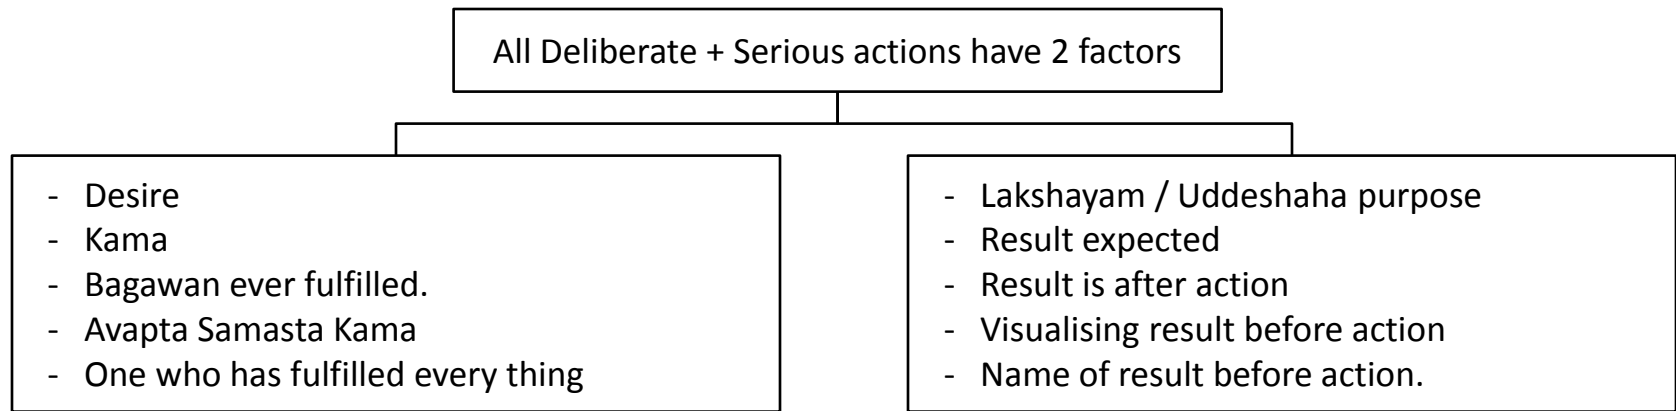 All Deliberate + Serious actions have 2 factors
- Desire
- Kama
- Bagawan ever fulfilled.
- Avapta Samasta Kama
- One who has fulfilled every thing
- Lakshayam / Uddeshaha purpose
- Result expected
- Result is after action
- Visualising result before action
- Name of result before action.